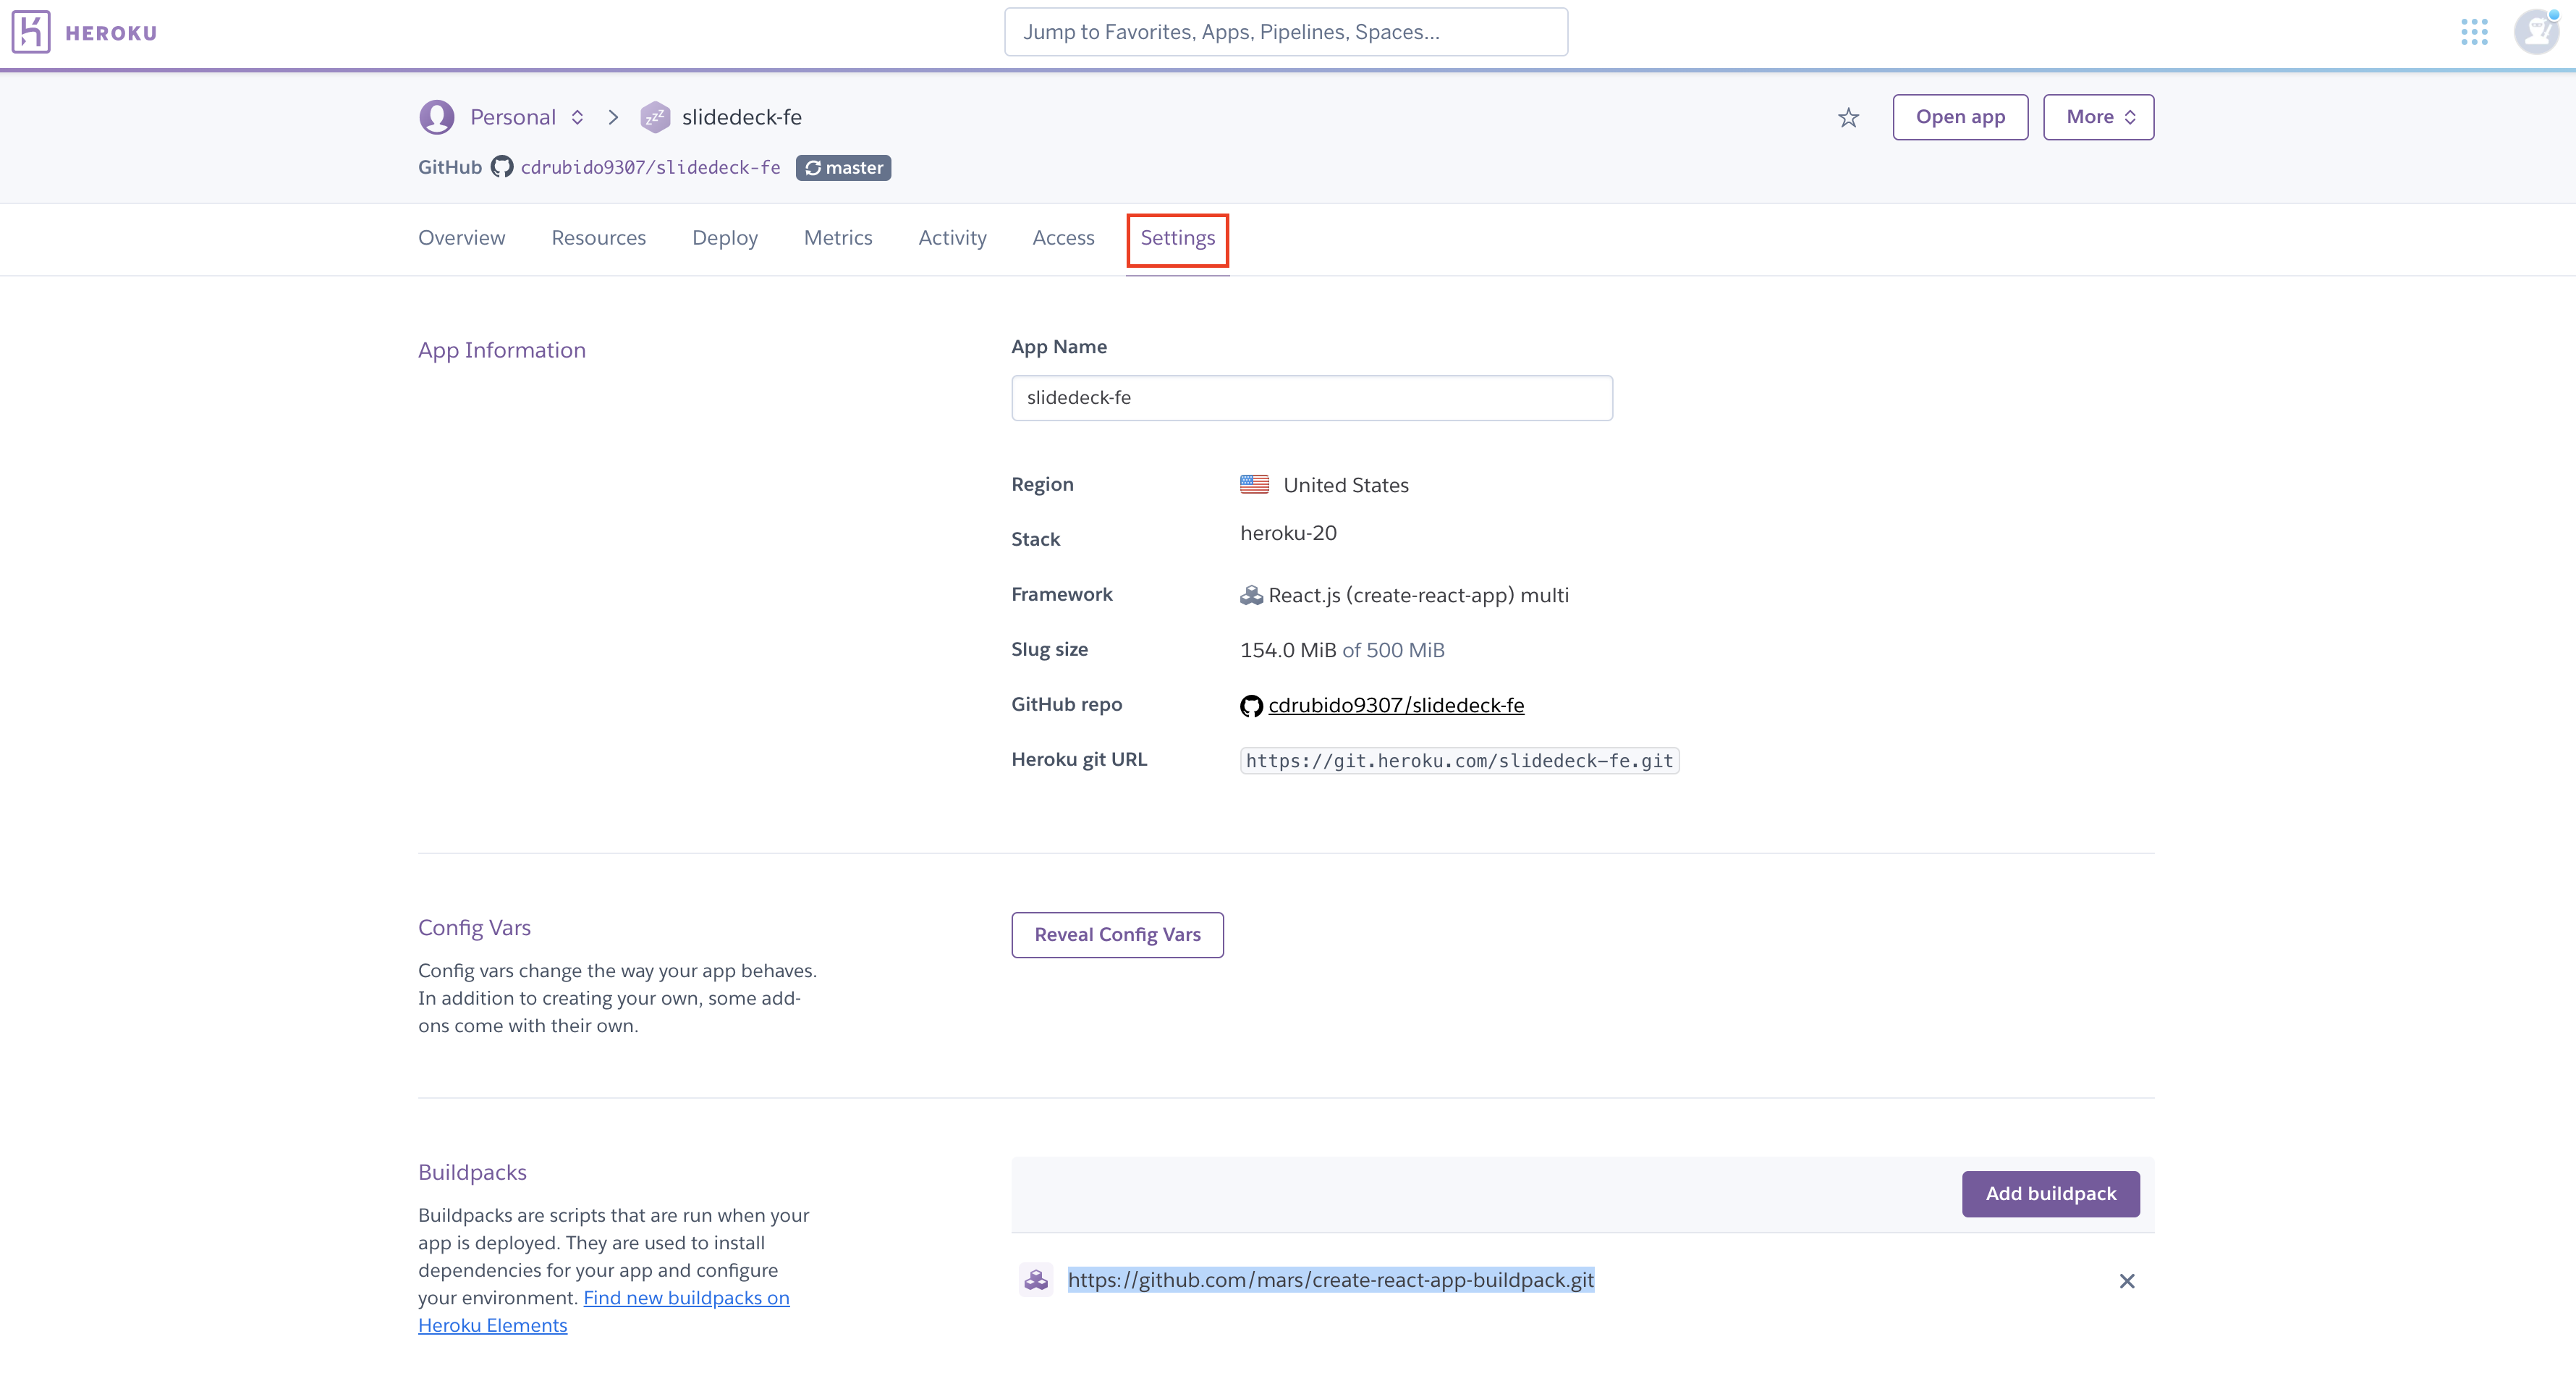 HEROKU
Jump to Favorites, Apps, Pipelines, Spaces...
Personal
zzz slidedeck-fe
Open app
More
GitHub cdrubido9307/slidedeck-fe master
Overview Resources Deploy Metrics Activity Access Settings
App Information
App Name
slidedeck-fe
Region United States
Stack heroku-20
Framework React.js (create-react-app) multi
Slug size 154.0 MiB of 500 MiB
GitHub repo cdrubido9307/slidedeck-fe
Heroku git URL https://git.heroku.com/slidedeck-fe.git
Config Vars
Config vars change the way your app behaves.
In addition to creating your own, some add-
ons come with their own.
Reveal Config Vars
Buildpacks
Buildpacks are scripts that are run when your
app is deployed. They are used to install
dependencies for your app and configure
your environment. Find new buildpacks on
Heroku Elements
Add buildpack
https://github.com/mars/create-react-app-buildpack.git